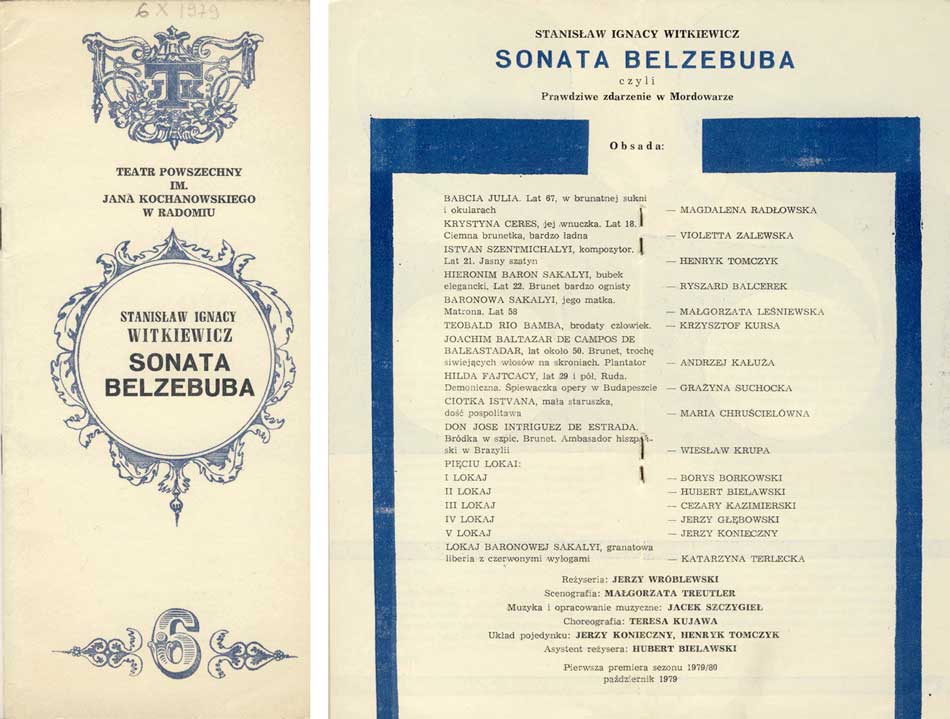 6 X 1979
JTK
TEATR POWSZECHNY
IM.
JANA KOCHANOWSKIEGO
W RADOMIU
STANISŁAW IGNACY
WITKIEWICZ
SONATA
BELZEBUBA
6
STANISŁAW IGNACY WITKIEWICZ
SONATA BELZEBUBA
czyli
Prawdziwe zdarzenie w Mordowarze
Obsada:
BABCIA JULIA. Lat 67, w brunatnej sukni
i okularach — MAGDALENA RADŁOWSKA
KRYSTYNA CERES, jej wnuczka. Lat 18.
Ciemna brunetka, bardzo ładna — VIOLETTA ZALEWSKA
ISTVAN SZENTMICHALYI, kompozytor.
Lat 21. Jasny szatyn — HENRYK TOMCZYK
HIERONIM BARON SAKALYI, bubek
elegancki. Lat 22. Brunet bardzo ognisty — RYSZARD BALCEREK
BARONOWA SAKALYI, jego matka.
Matrona. Lat 58 — MAŁGORZATA LEŚNIEWSKA
TEOBALD RIO BAMBA, brodaty człowiek. — KRZYSZTOF KURSA
JOACHIM BALTAZAR DE CAMPOS DE
BALEASTADAR, lat około 50. Brunet, trochę
siwiejących włosów na skroniach. Plantator — ANDRZEJ KAŁUŻA
HILDA FAJTCACY, lat 29 i pół, Ruda.
Demoniczna. Śpiewaczka opery w Budapeszcie — GRAŻYNA SUCHOCKA
CIOTKA ISTVANA, mała staruszka,
dość pospolitawa — MARIA CHRUŚCIELÓWNA
DON JOSE INTRIGUEZ DE ESTRADA.
Bródka w szpic. Brunet. Ambasador hiszpań-
ski w Brazylii — WIESŁAW KRUPA
PIĘCIU LOKAI:
I LOKAJ — BORYS BORKOWSKI
II LOKAJ — HUBERT BIELAWSKI
III LOKAJ — CEZARY KAZIMIERSKI
IV LOKAJ — JERZY GŁĘBOWSKI
V LOKAJ — JERZY KONIECZNY
LOKAJ BARONOWEJ SAKALYI, granatowa
liberia z czerwonymi wyłogami — KATARZYNA TERLECKA
Reżyseria: JERZY WRÓBLEWSKI
Scenografia: MAŁGORZATA TREUTLER
Muzyka i opracowanie muzyczne: JACEK SZCZYGIEŁ
Choreografia: TERESA KUJAWA
Układ pojedynku: JERZY KONIECZNY, HENRYK TOMCZYK
Asystent reżysera: HUBERT BIELAWSKI
Pierwsza premiera sezonu 1979/80
październik 1979